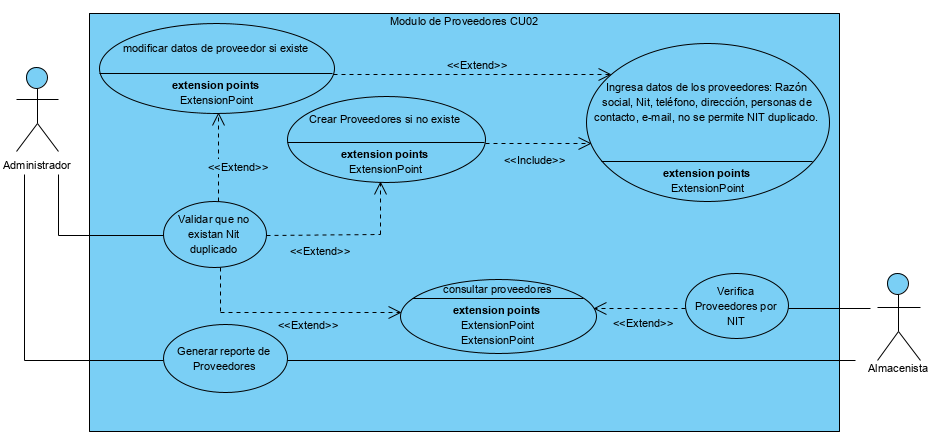 Modulo de Proveedores CU02
modificar datos de proveedor si existe
extension points
ExtensionPoint
<<Extend>>
Ingresa datos de los proveedores: Razón
social, Nit, teléfono, dirección, personas de
contacto, e-mail, no se permite NIT duplicado.
extension points
ExtensionPoint
Crear Proveedores si no existe
extension points
ExtensionPoint
<<Include>>
Administrador
<<Extend>>
Validar que no
existan Nit
duplicado
<<Extend>>
consultar proveedores
extension points
ExtensionPoint
ExtensionPoint
<<Extend>>
Verifica
Proveedores por
NIT
<<Extend>>
Generar reporte de
Proveedores
Almacenista